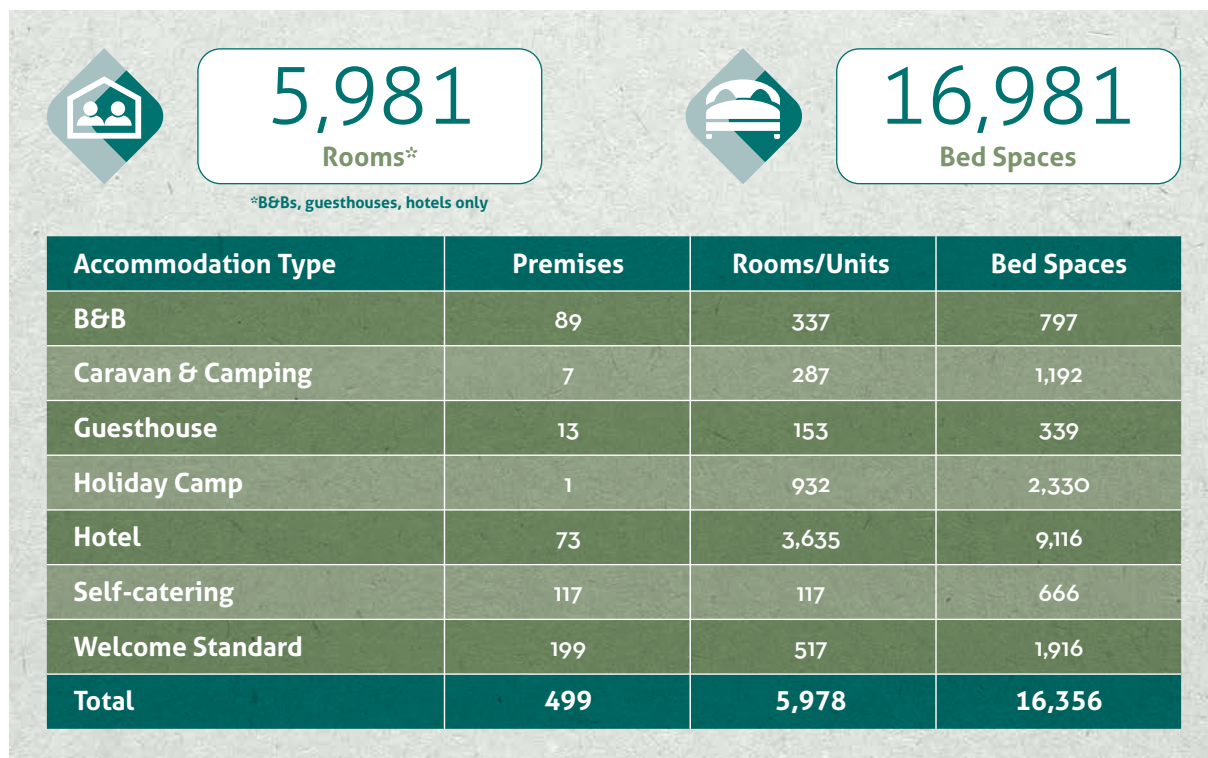 5,981
Rooms*
*B&Bs, guesthouses, hotels only
16,981
Bed Spaces
Accommodation Type Premises Rooms/Units Bed Spaces
B&B 89 337 797
Caravan & Camping 7 287 1,192
Guesthouse 13 153 339
Holiday Camp 1 932 2,330
Hotel 73 3,635 9,116
Self-catering 117 117 666
Welcome Standard 199 517 1,916
Total 499 5,978 16,356